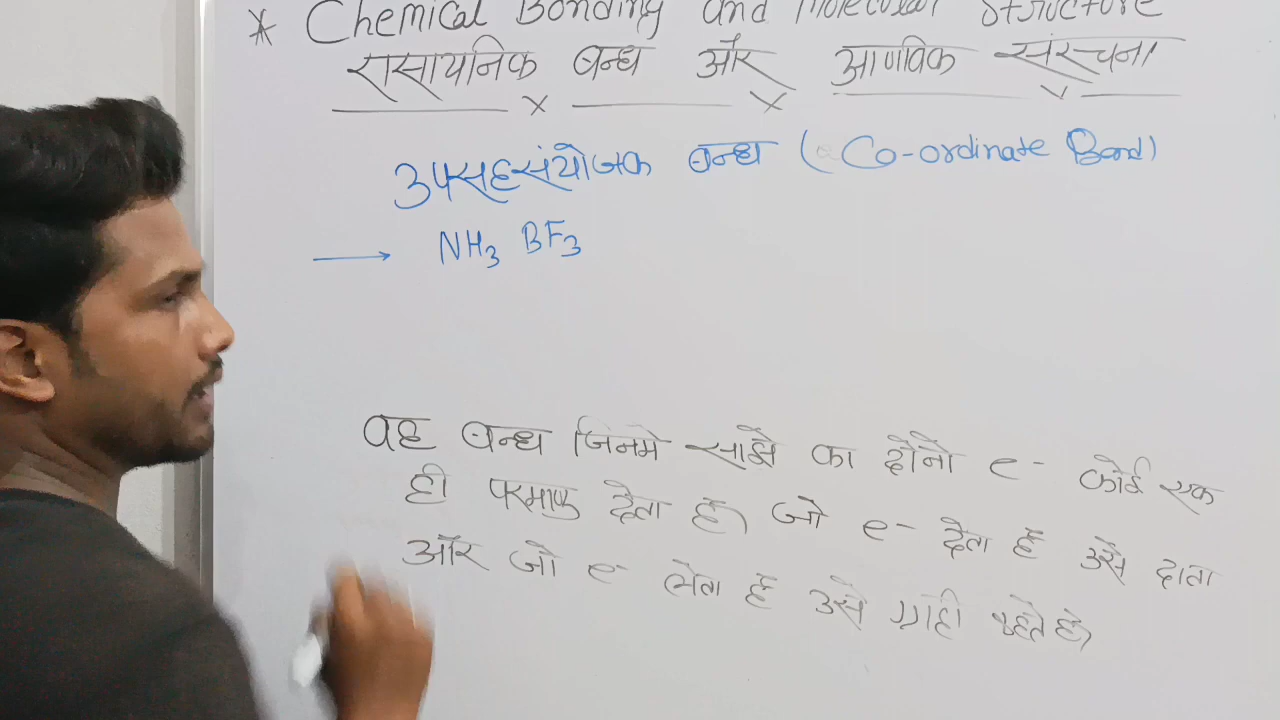 * Chemical Bonding and Molecular Structure
रासायनिक बन्ध और आणविक संरचना
उपसहसंयोजक बन्ध ( Co-ordinate Bond)
→ NH3 BF3
वह बन्ध जिनमे साझे का दोनो e- कोई एक
ही परमाणु देता है, जो e- देता है उसे दाता
और जो e- लेता है उसे ग्राही कहते है,